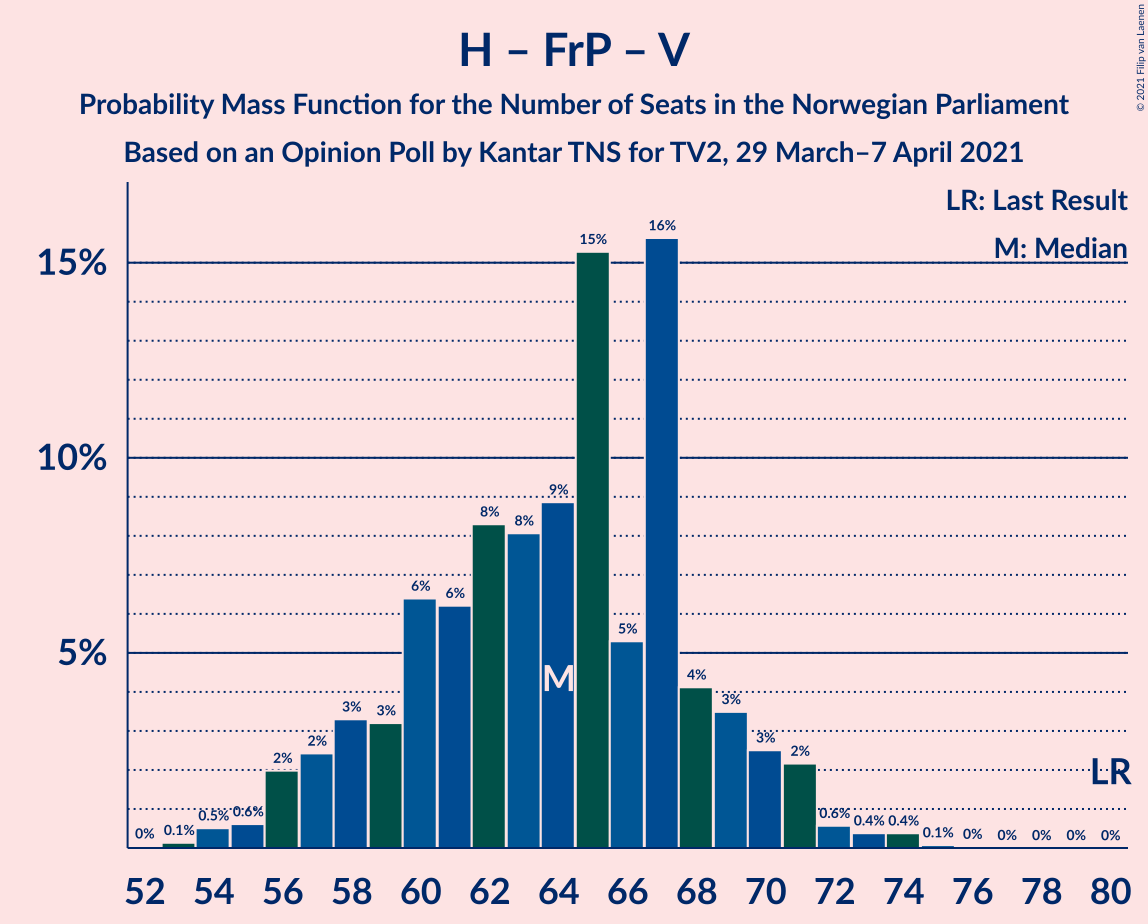 H – FrP – V
Probability Mass Function for the Number of Seats in the Norwegian Parliament
Based on an Opinion Poll by Kantar TNS for TV2, 29 March–7 April 2021
© 2021 Filip van Laenen
LR: Last Result
M: Median
15%
10%
5%
0% 0.1% 0.5% 0.6% 2% 2% 3% 3% 6% 6% 8% 8% 9% 15% 5% 16% 4% 3% 3% 2% 0.6% 0.4% 0.4% 0.1% 0% 0% 0% 0% 0%
M
LR
52 54 56 58 60 62 64 66 68 70 72 74 76 78 80